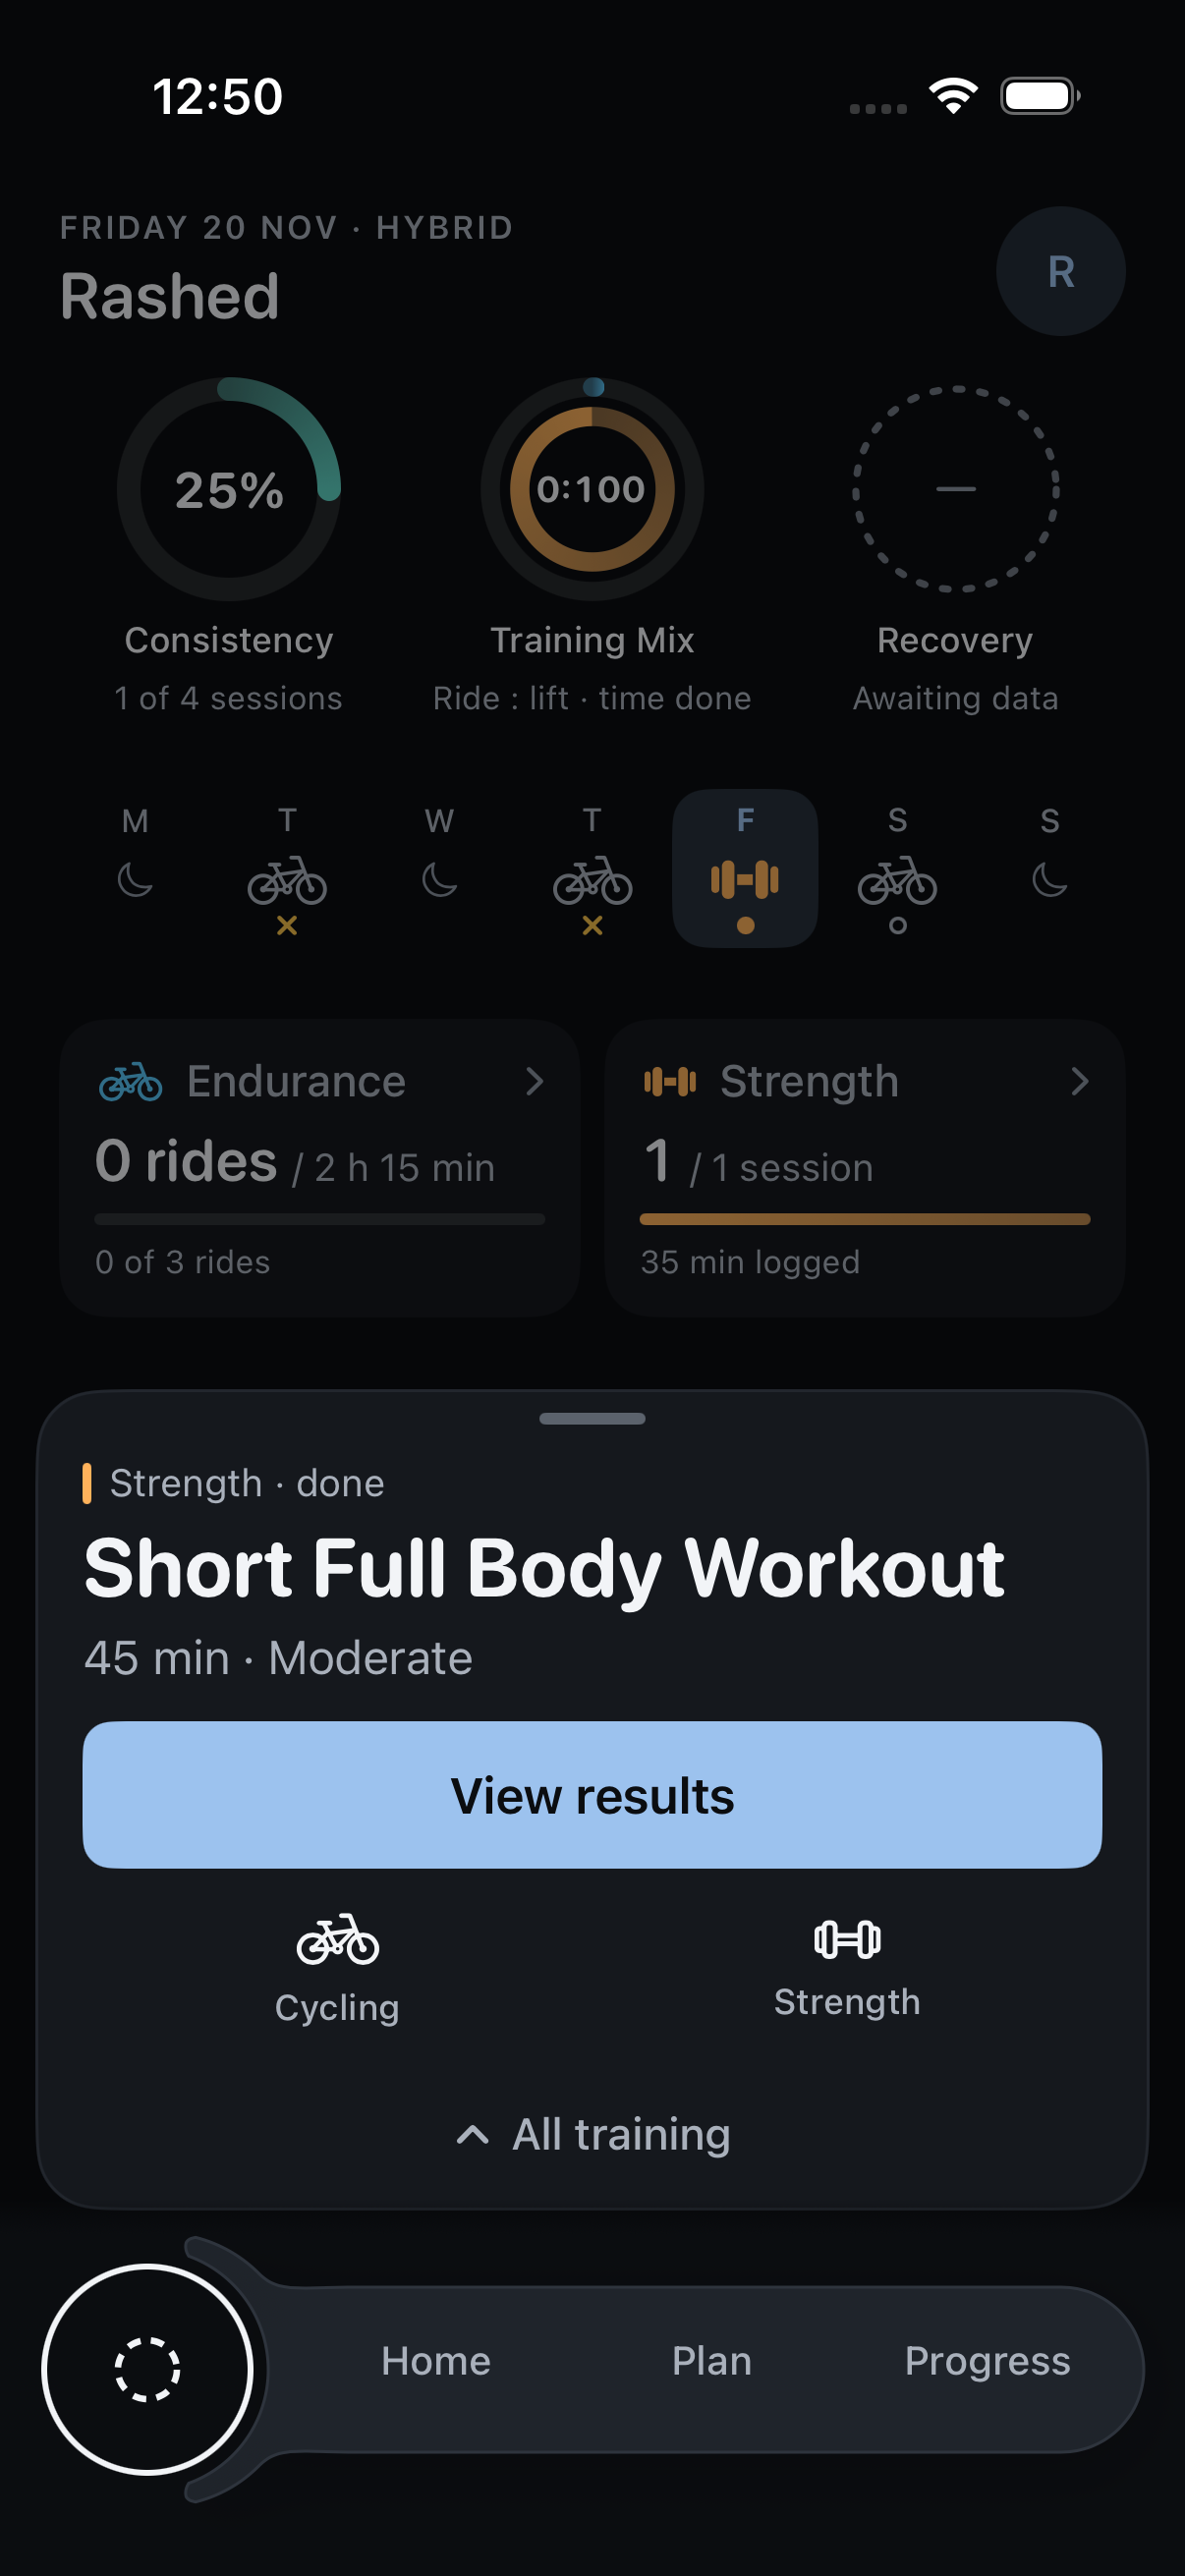 12:50
FRIDAY 20 NOV · HYBRID
Rashed
R
25%
0:100
—
Consistency
Training Mix
Recovery
1 of 4 sessions
Ride : lift · time done
Awaiting data
M T W T F S S
Endurance
0 rides / 2 h 15 min
0 of 3 rides
Strength
1 / 1 session
35 min logged
Strength · done
Short Full Body Workout
45 min · Moderate
View results
Cycling
Strength
All training
Home
Plan
Progress